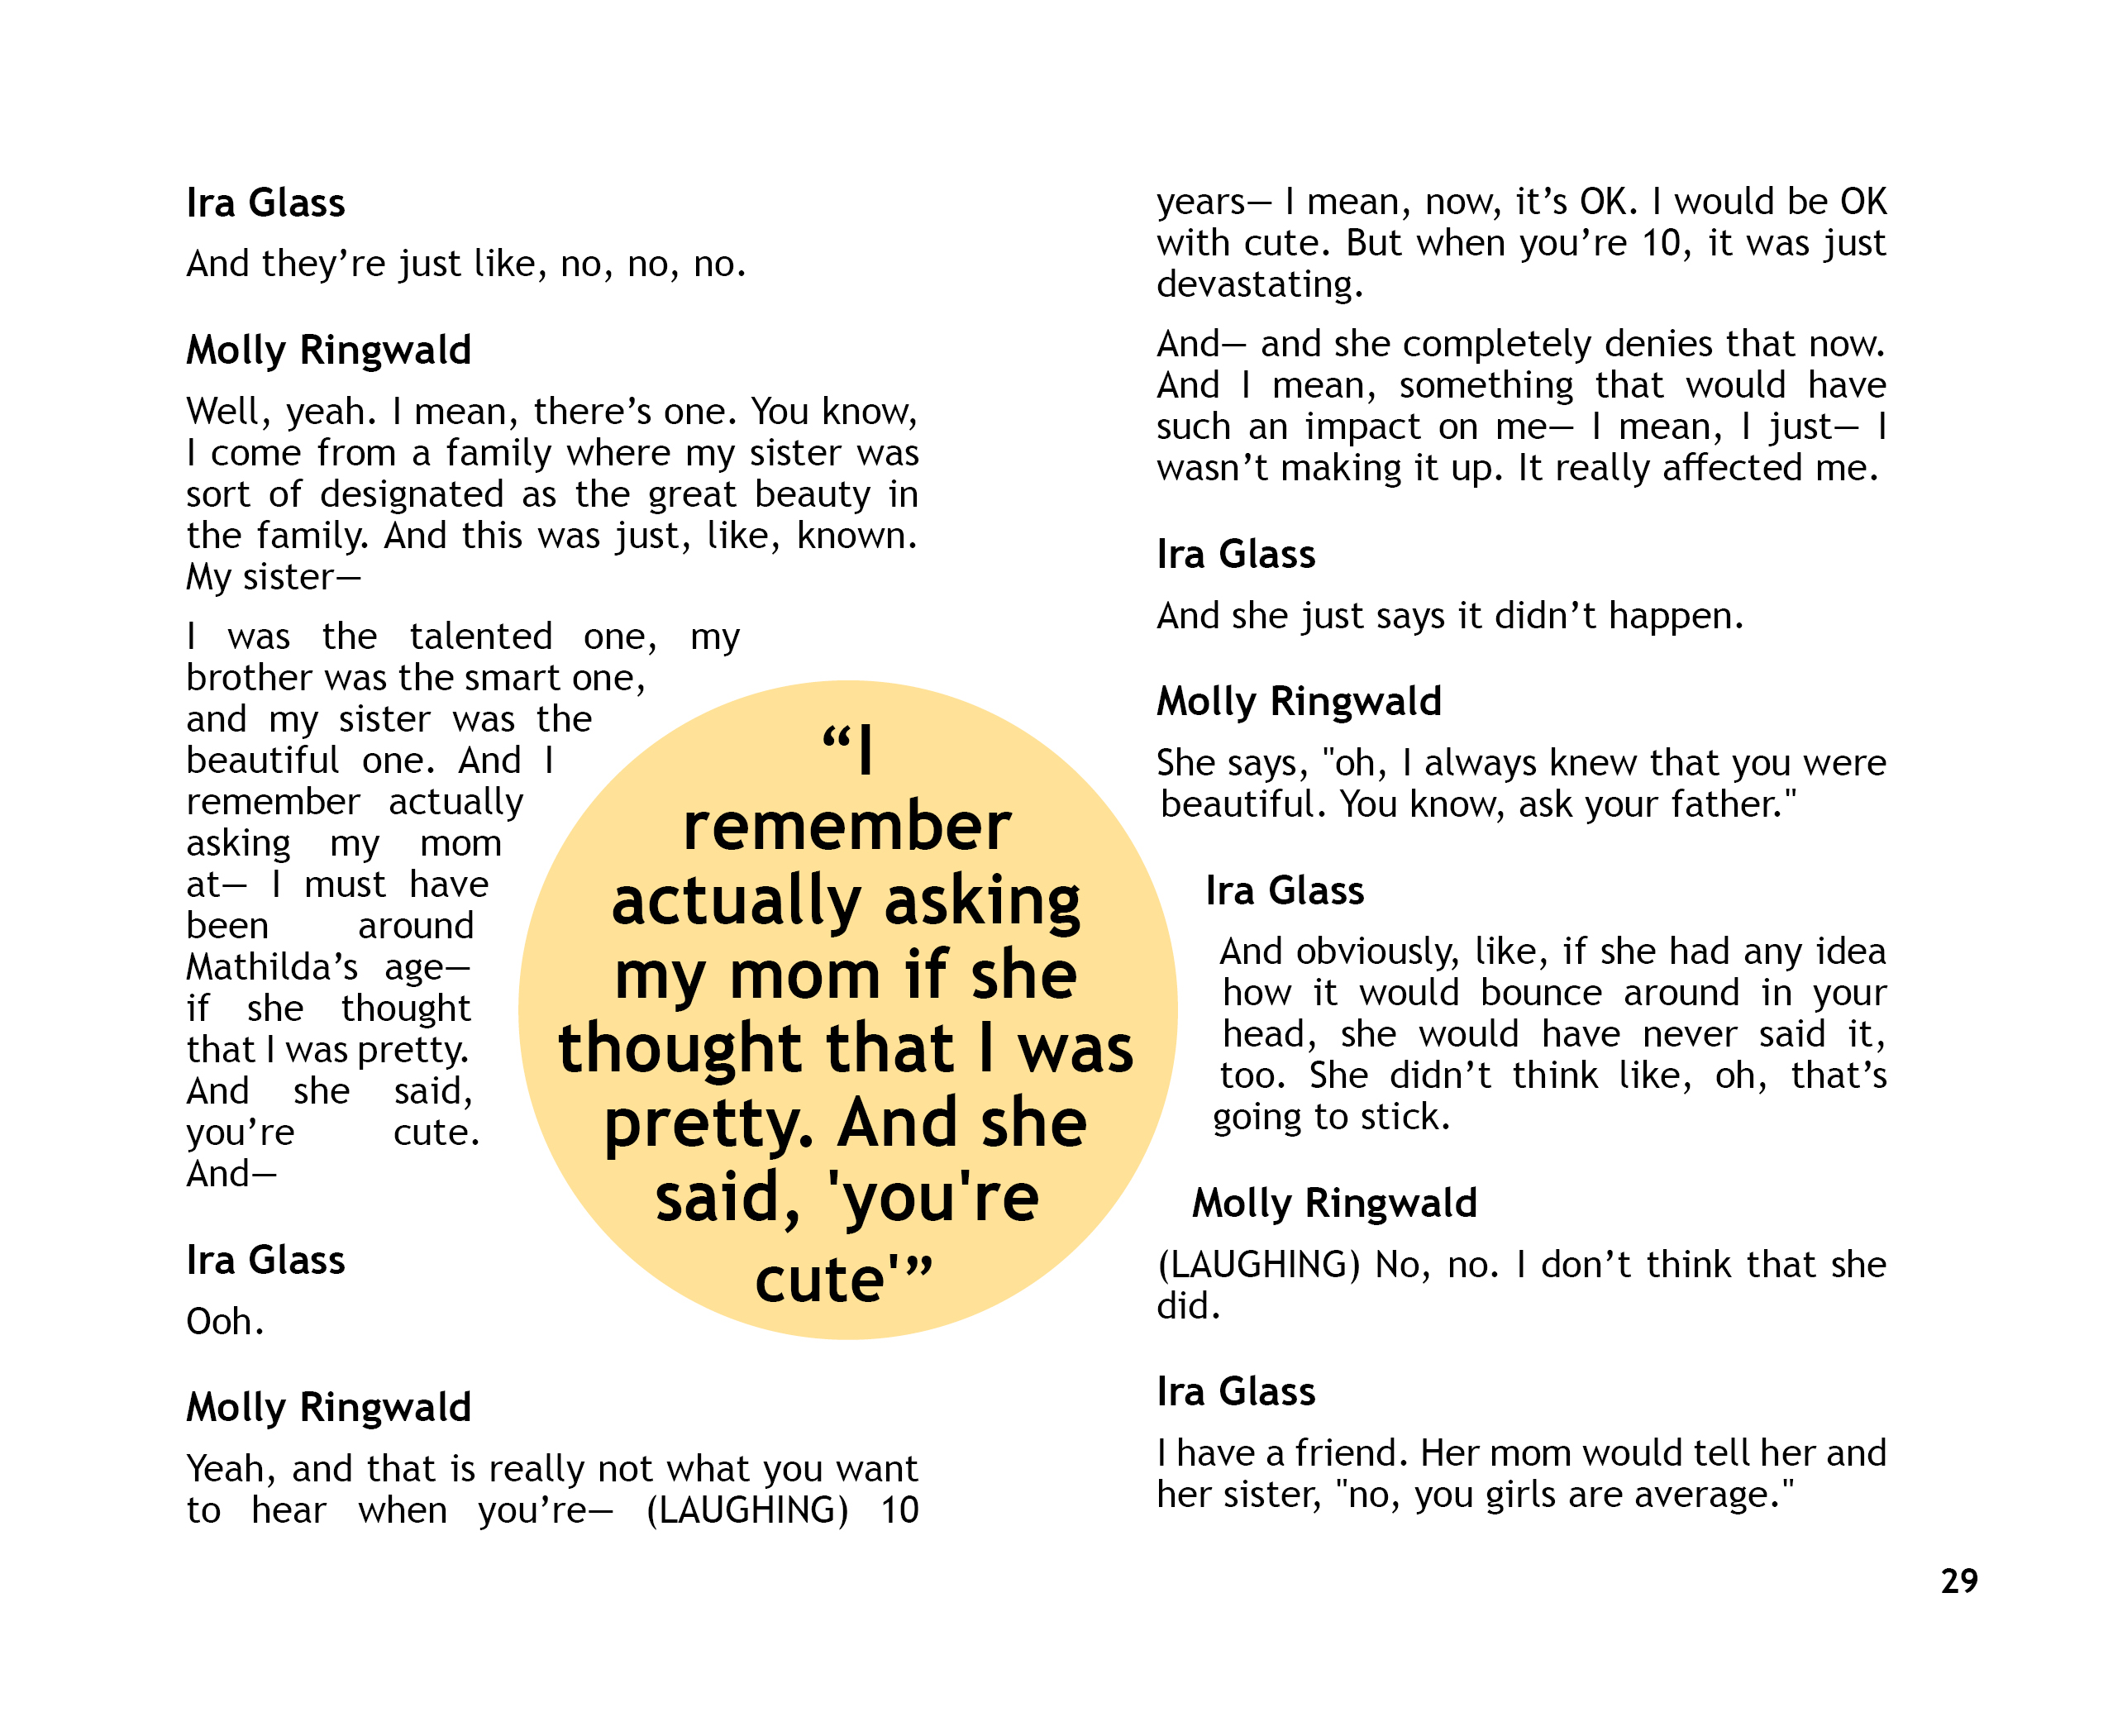 Ira Glass
And they’re just like, no, no, no.
Molly Ringwald
Well, yeah. I mean, there’s one. You know,
I come from a family where my sister was
sort of designated as the great beauty in
the family. And this was just, like, known.
My sister—
I was the talented one, my
brother was the smart one,
and my sister was the
beautiful one. And I
remember actually
asking my mom
at— I must have
been around
Mathilda’s age—
if she thought
that I was pretty.
And she said,
you’re cute.
And—
Ira Glass
Ooh.
Molly Ringwald
Yeah, and that is really not what you want
to hear when you’re— (LAUGHING) 10
“I
remember
actually asking
my mom if she
thought that I was
pretty. And she
said, 'you're
cute'”
years— I mean, now, it’s OK. I would be OK
with cute. But when you’re 10, it was just
devastating.
And— and she completely denies that now.
And I mean, something that would have
such an impact on me— I mean, I just— I
wasn’t making it up. It really affected me.
Ira Glass
And she just says it didn’t happen.
Molly Ringwald
She says, "oh, I always knew that you were
beautiful. You know, ask your father."
Ira Glass
And obviously, like, if she had any idea
how it would bounce around in your
head, she would have never said it,
too. She didn’t think like, oh, that’s
going to stick.
Molly Ringwald
(LAUGHING) No, no. I don’t think that she
did.
Ira Glass
I have a friend. Her mom would tell her and
her sister, "no, you girls are average."
29